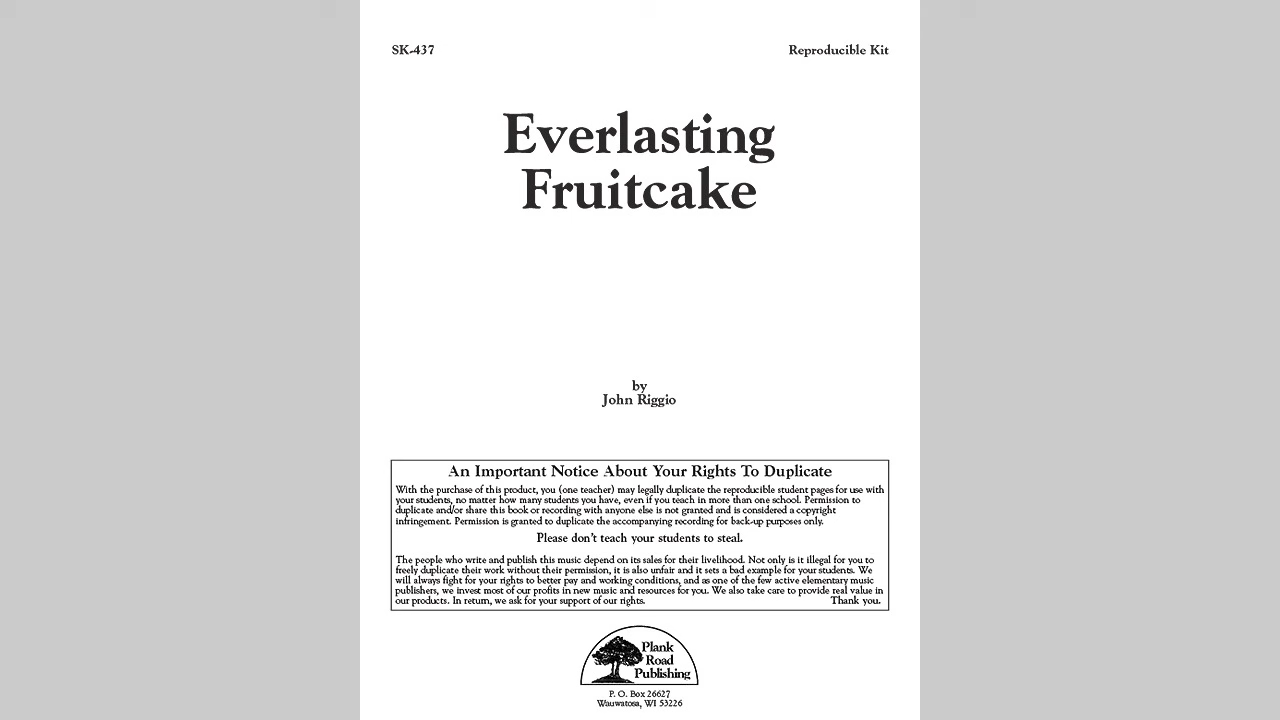 SK-437
Reproducible Kit
Everlasting
Fruitcake
by
John Riggio
An Important Notice About Your Rights To Duplicate
With the purchase of this product, you (one teacher) may legally duplicate the reproducible student pages for use with
your students, no matter how many students you have, even if you teach in more than one school. Permission to
duplicate and/or share this book or recording with anyone else is not granted and is considered a copyright
infringement. Permission is granted to duplicate the accompanying recording for back-up purposes only.
Please don't teach your students to steal.
The people who write and publish this music depend on its sales for their livelihood. Not only is it illegal for you to
freely duplicate their work without their permission, it is also unfair and it sets a bad example for your students. We
will always fight for your rights to better pay and working conditions, and as one of the few active elementary music
publishers, we invest most of our profits in new music and resources for you. We also take care to provide real value in
our products. In return, we ask for your support of our rights. Thank you.
Plank
Road
Publishing
P. O. Box 26627
Wauwatosa, WI 53226